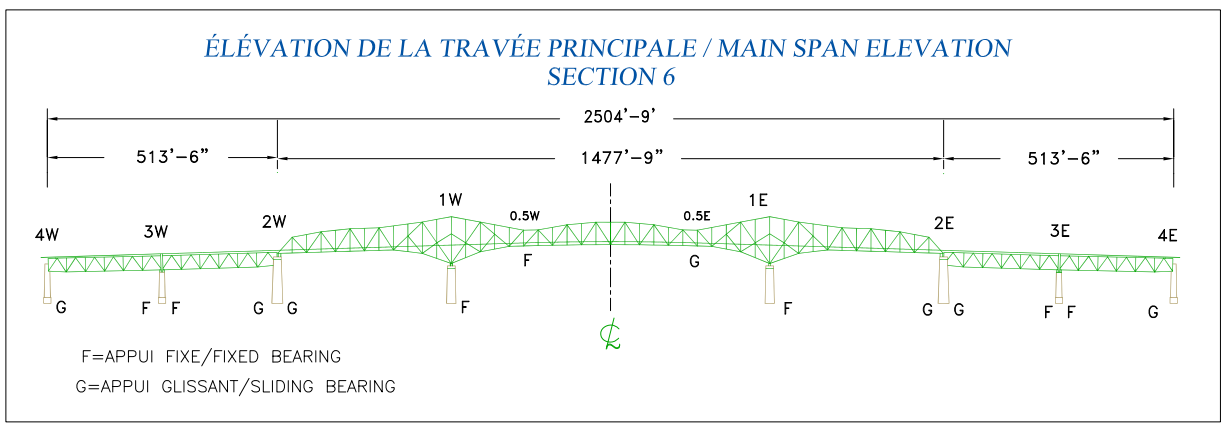 ÉLÉVATION DE LA TRAVÉE PRINCIPALE / MAIN SPAN ELEVATION
SECTION 6
2504'-9'
513'-6" 1477'-9" 513'-6"
4W 3W 2W 1W 0.5W 0.5E 1E 2E 3E 4E
F G
G F F G G F F G G F F G
F=APPUI FIXE/FIXED BEARING
G=APPUI GLISSANT/SLIDING BEARING